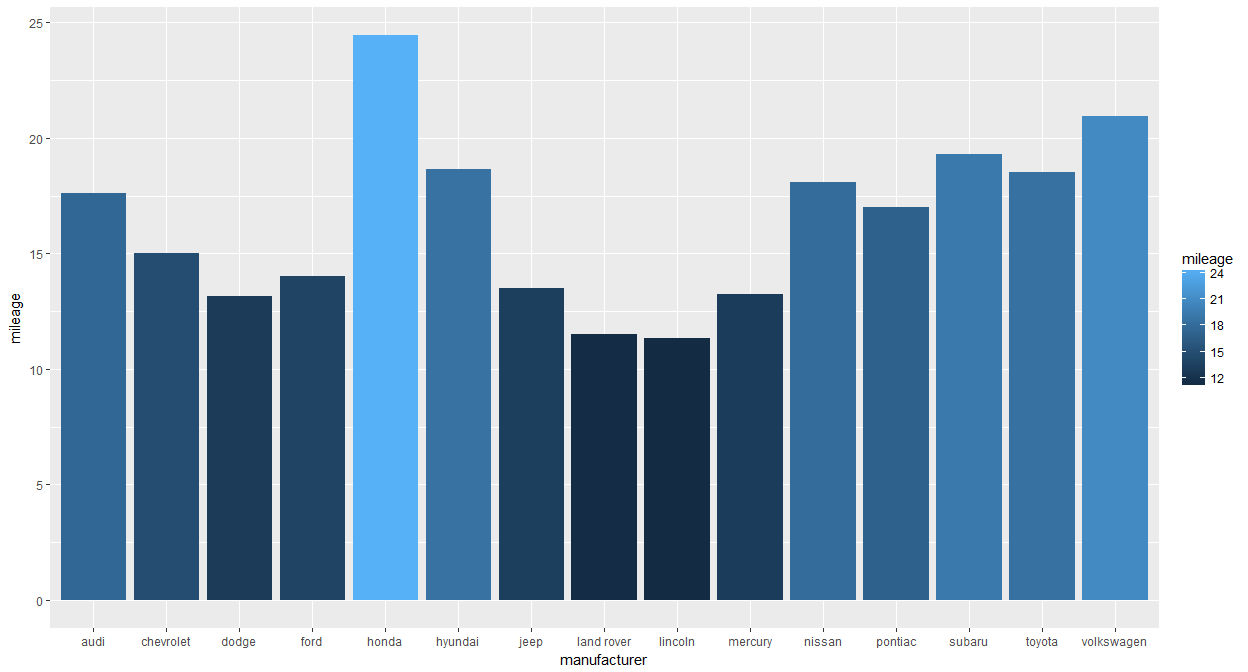 25
20
15
10
5
0
mileage
audi chevrolet dodge ford honda hyundai jeep land rover lincoln mercury nissan pontiac subaru toyota volkswagen
manufacturer
mileage
24
21
18
15
12